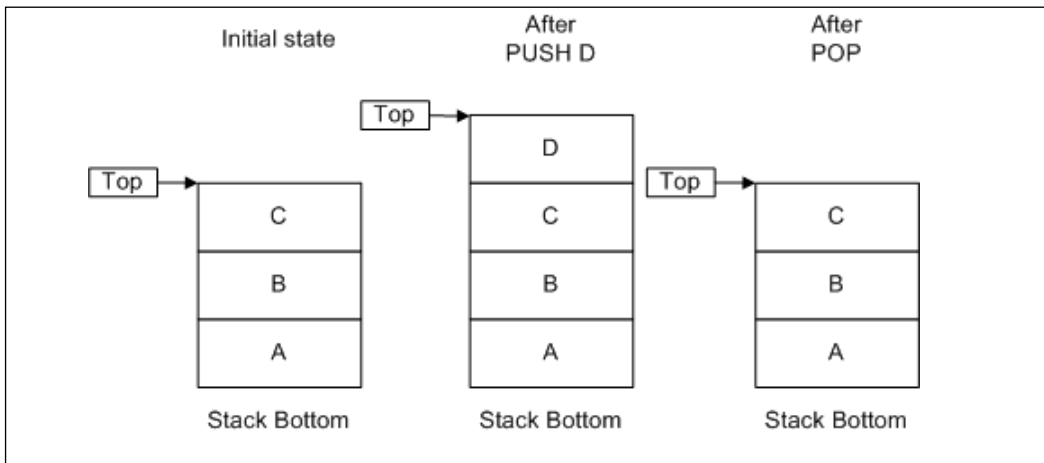 Initial state
After
PUSH D
After
POP
Top
D
Top
C
C
Top
C
B
B
B
A
A
A
Stack Bottom
Stack Bottom
Stack Bottom